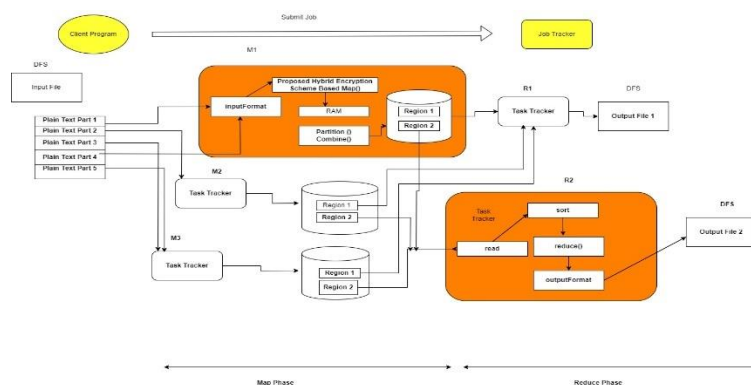 Submit Job
Client Program
Job Tracker
M1
DFS
Input File
Proposed Hybrid Encryption
Scheme Based Map()
inputFormat
RAM
Partition ()
Combine()
Region 1
Region 2
R1
Task Tracker
DFS
Output File 1
Plain Text Part 1
Plain Text Part 2
Plain Text Part 3
Plain Text Part 4
Plain Text Part 5
M2
Task Tracker
Region 1
Region 2
M3
Task Tracker
Region 1
Region 2
R2
Task
Tracker
sort
read
reduce()
outputFormat
DFS
Output File 2
Map Phase
Reduce Phase